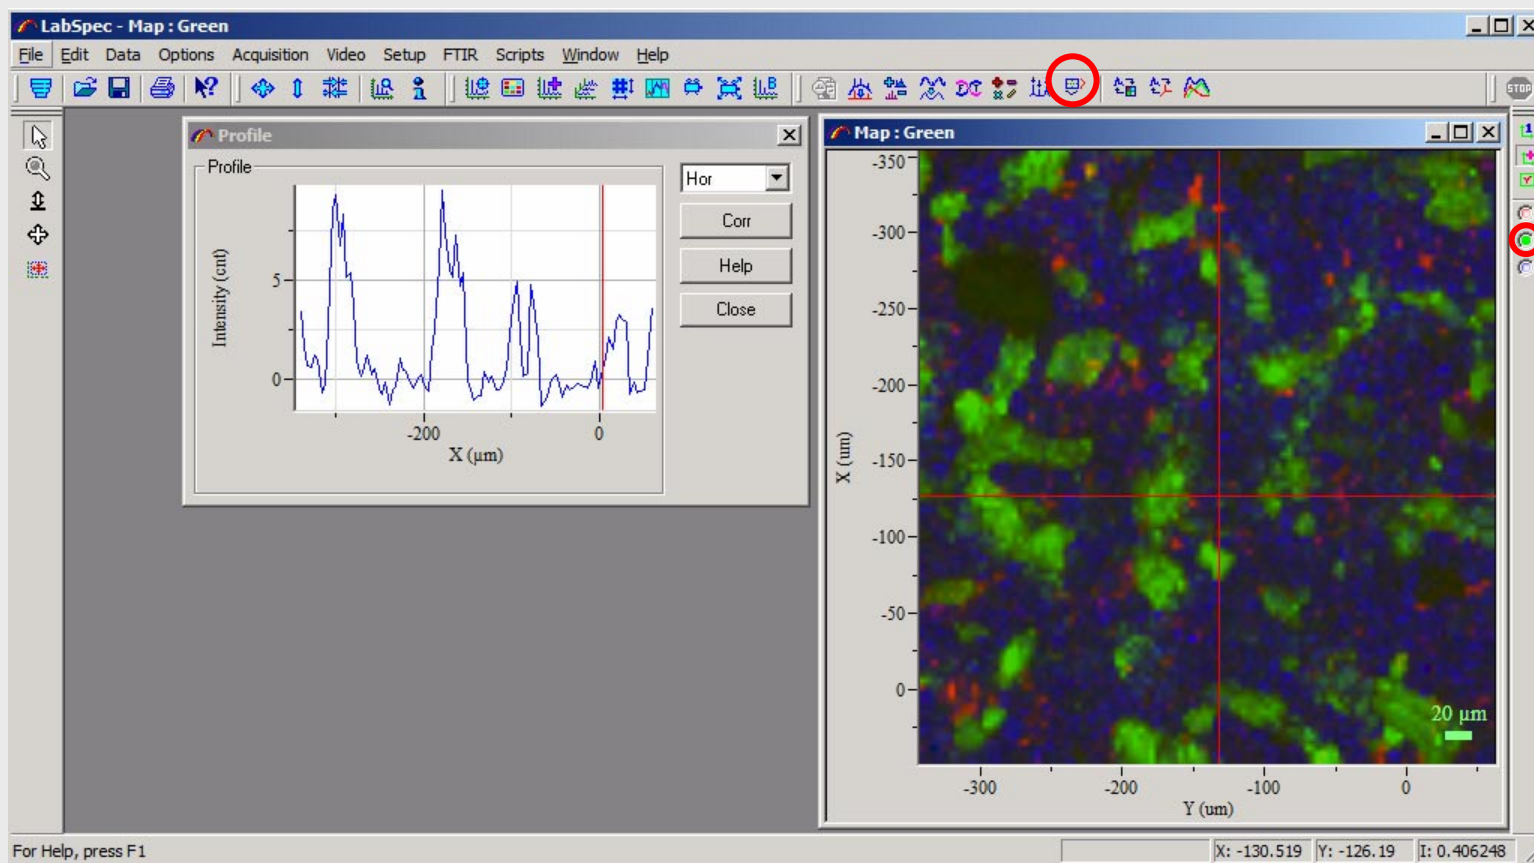 LabSpec - Map : Green
File Edit Data Options Acquisition Video Setup FTIR Scripts Window Help
STOP
Profile
Profile
Hor
Corr
Help
Close
Intensity (cnt)
5
0
-200
0
X (µm)
Map : Green
-350
-300
-250
-200
-150
-100
-50
0
X (um)
20 µm
-300
-200
-100
0
Y (um)
For Help, press F1
X: -130.519 Y: -126.19 I: 0.406248